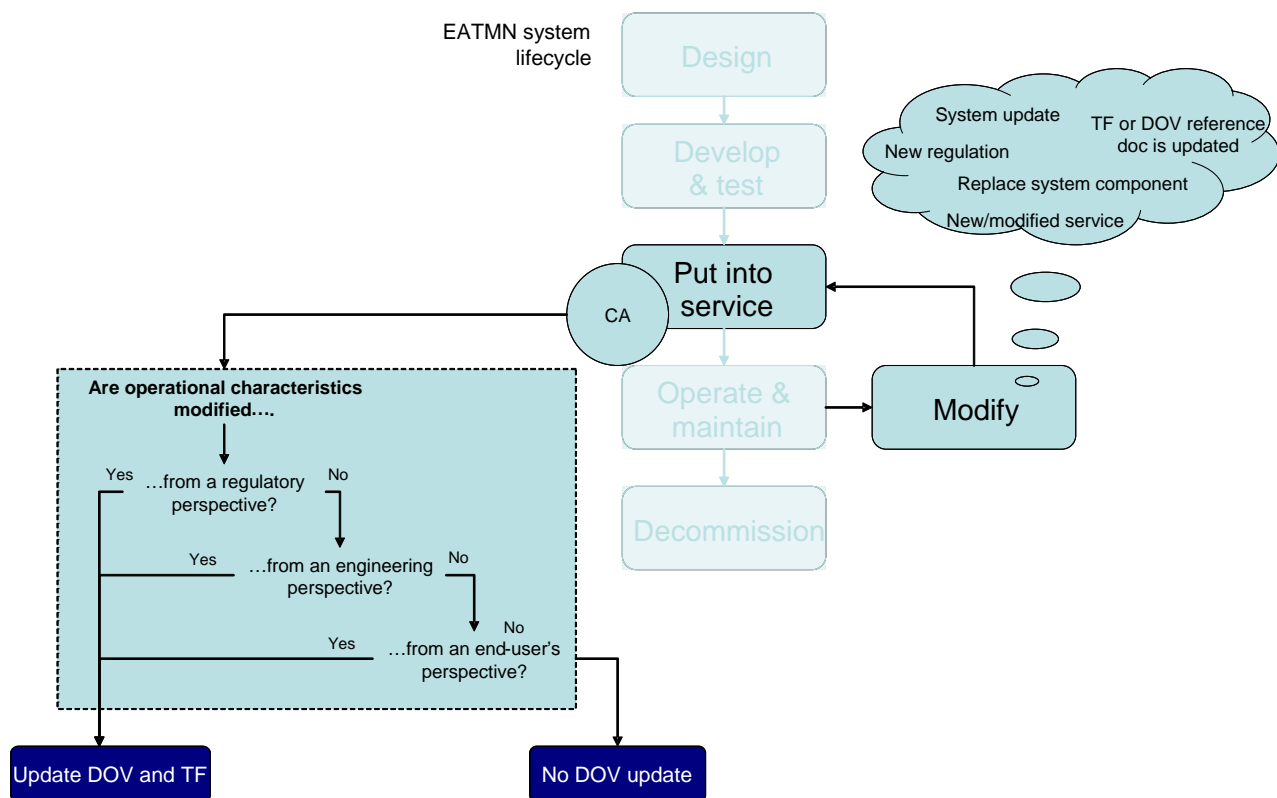 EATMN system
lifecycle
Design
Develop
& test
Put into
service
CA
Operate &
maintain
Decommission
Modify
System update
TF or DOV reference
doc is updated
New regulation
Replace system component
New/modified service
Are operational characteristics
modified….
Yes
…from a regulatory
perspective?
No
Yes
…from an engineering
perspective?
No
Yes
…from an end-user's
perspective?
No
Update DOV and TF
No DOV update